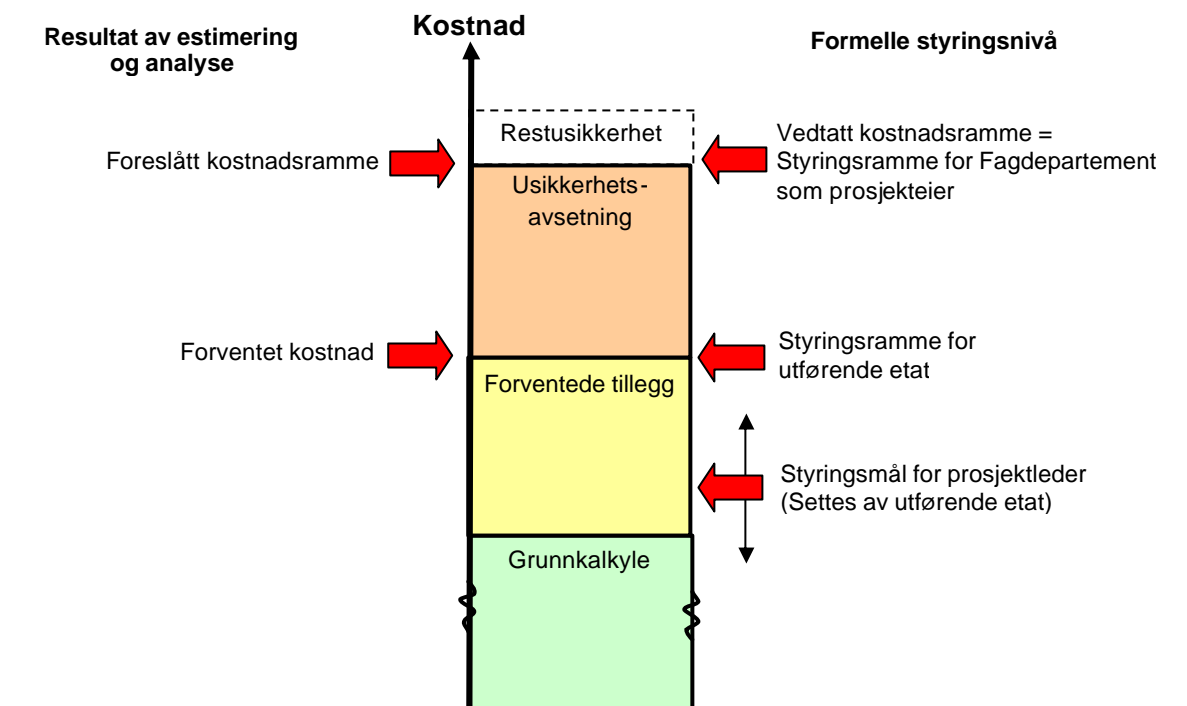 Resultat av estimering
og analyse
Kostnad
Formelle styringsnivå
Restusikkerhet
Foreslått kostnadsramme
Vedtatt kostnadsramme =
Styringsramme for Fagdepartement
som prosjekteier
Usikkerhets-
avsetning
Forventet kostnad
Styringsramme for
utførende etat
Forventede tillegg
Styringsmål for prosjektleder
(Settes av utførende etat)
Grunnkalkyle